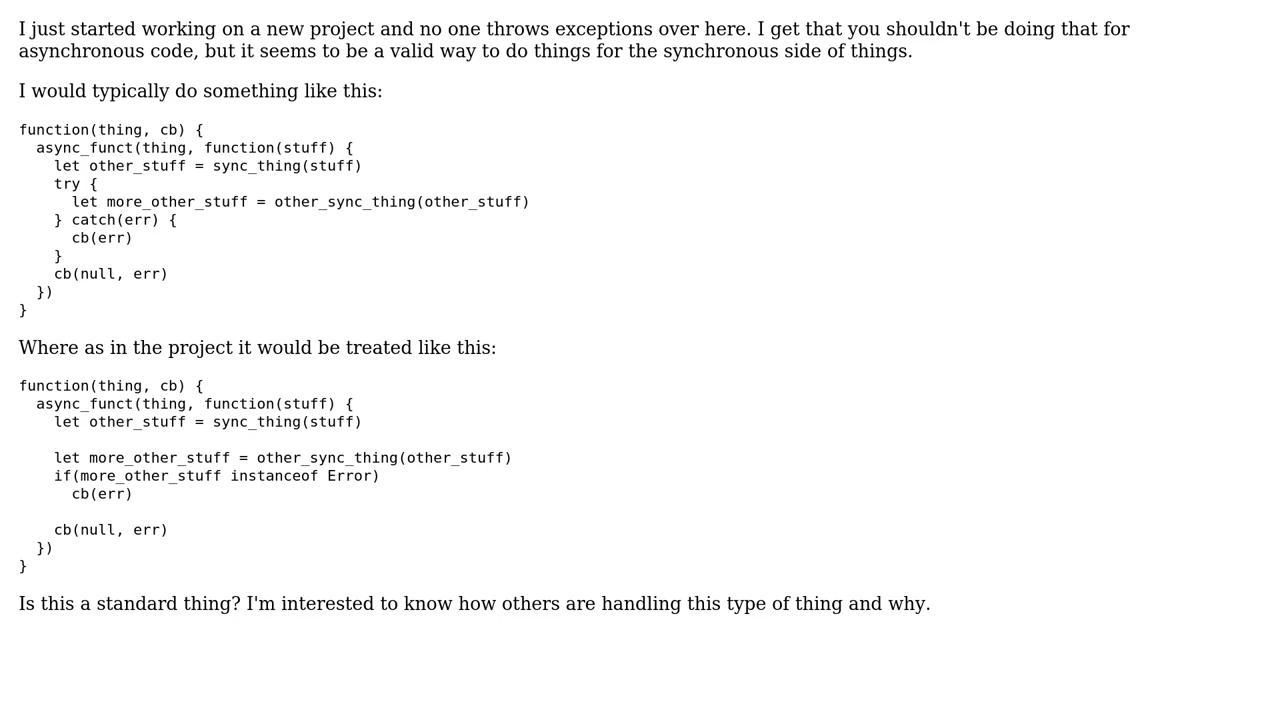 I just started working on a new project and no one throws exceptions over here. I get that you shouldn't be doing that for
asynchronous code, but it seems to be a valid way to do things for the synchronous side of things.
I would typically do something like this:
function(thing, cb) {
  async_funct(thing, function(stuff) {
    let other_stuff = sync_thing(stuff)
    try {
      let more_other_stuff = other_sync_thing(other_stuff)
    } catch(err) {
      cb(err)
    }
    cb(null, err)
  })
}
Where as in the project it would be treated like this:
function(thing, cb) {
  async_funct(thing, function(stuff) {
    let other_stuff = sync_thing(stuff)
    let more_other_stuff = other_sync_thing(other_stuff)
    if(more_other_stuff instanceof Error)
      cb(err)
    cb(null, err)
  })
}
Is this a standard thing? I'm interested to know how others are handling this type of thing and why.